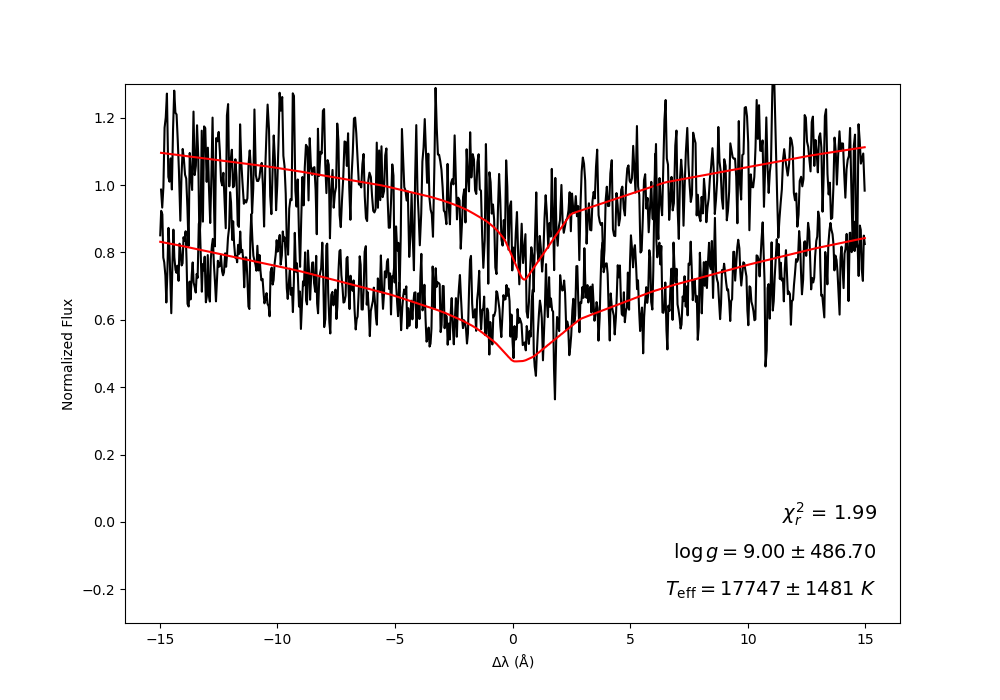 1.2
1.0
0.8
0.6
0.4
0.2
0.0
−0.2
Normalized Flux
χ²ᵣ = 1.99
log g = 9.00 ± 486.70
T_eff = 17747 ± 1481 K
−15 −10 −5 0 5 10 15
Δλ (Å)